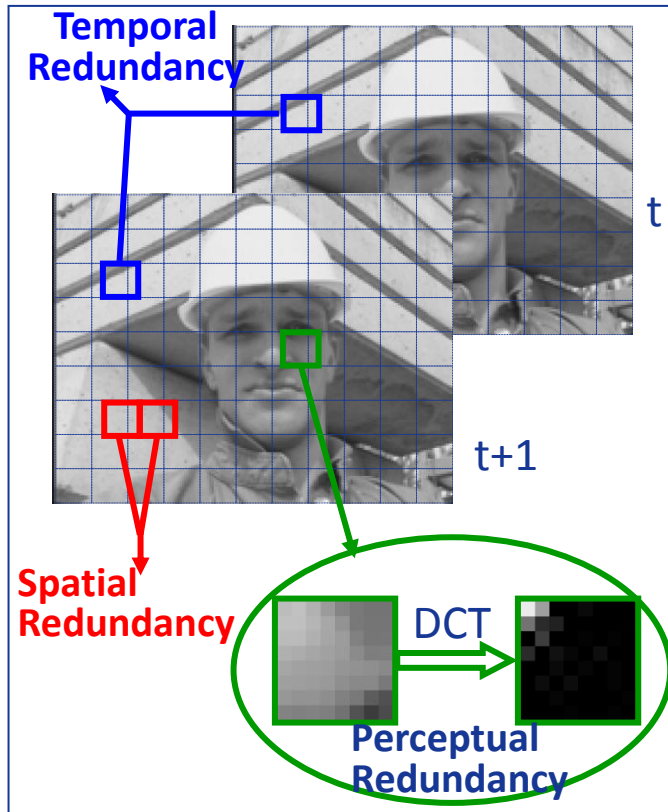 Temporal
Redundancy
t
t+1
Spatial
Redundancy
DCT
Perceptual
Redundancy